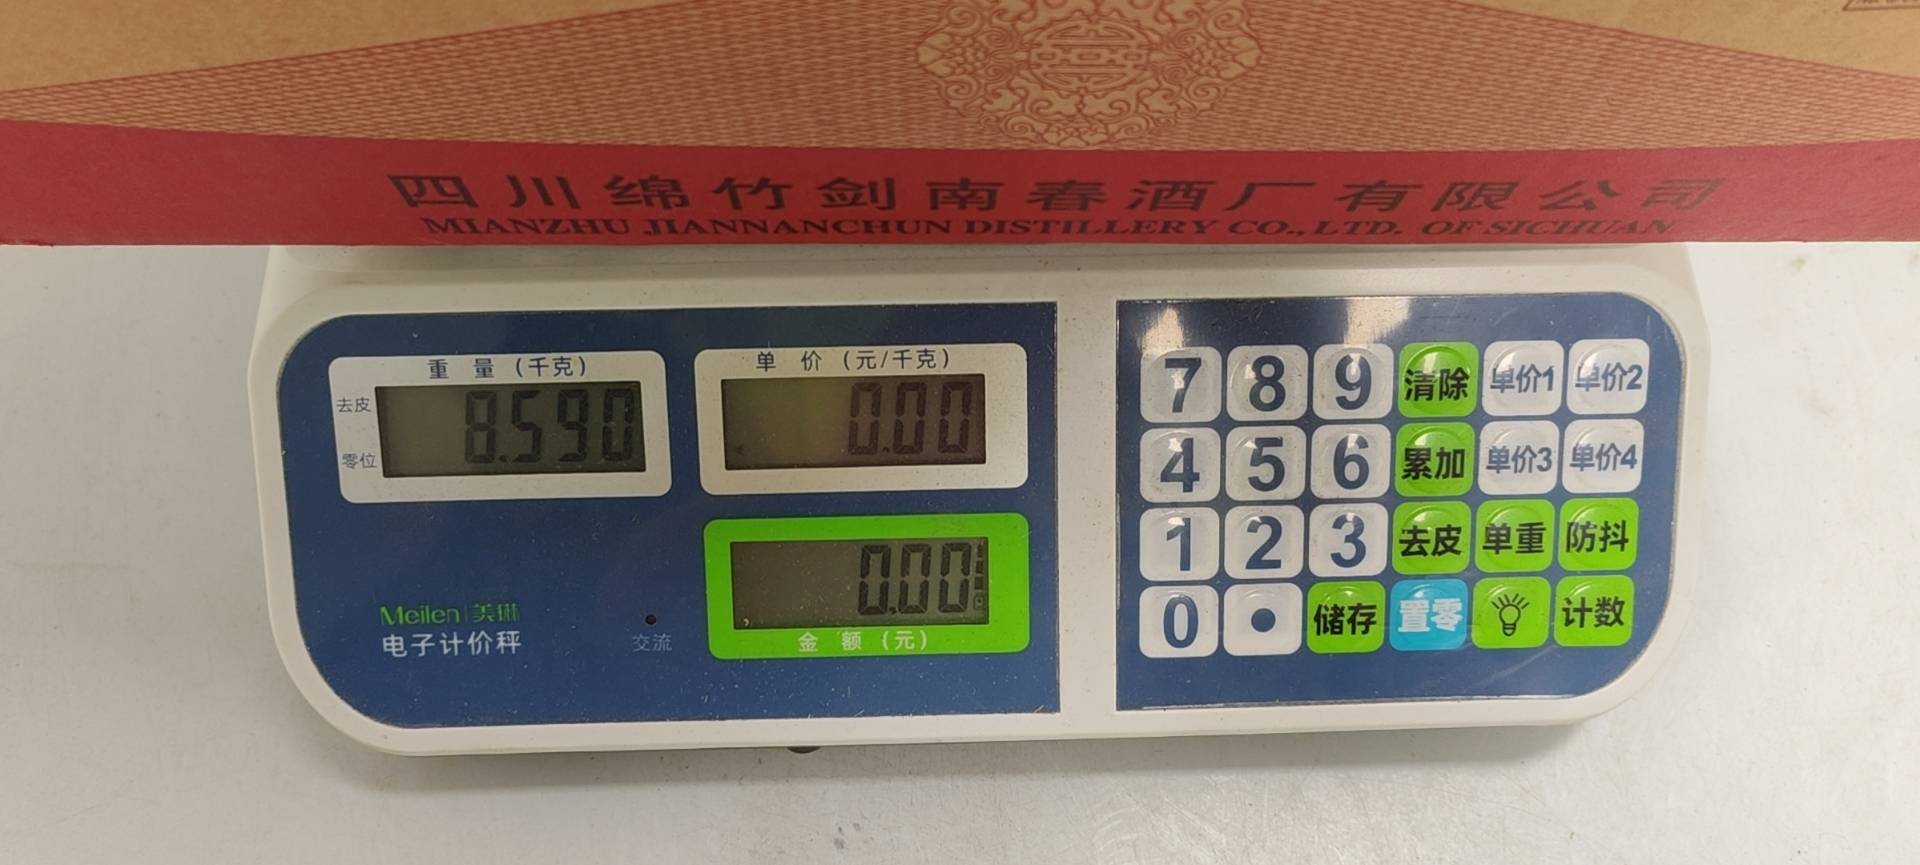 四川绵竹剑南春酒厂有限公司
MIANZHU JIANNANCHUN DISTILLERY CO., LTD. OF SICHUAN
重量(千克)
去皮
零位
8.590
单价(元/千克)
0.00
0.00
金额(元)
Meilen 美琳
电子计价秤
交流
7 8 9 清除 单价1 单价2
4 5 6 累加 单价3 单价4
1 2 3 去皮 单重 防抖
0 • 储存 置零 计数